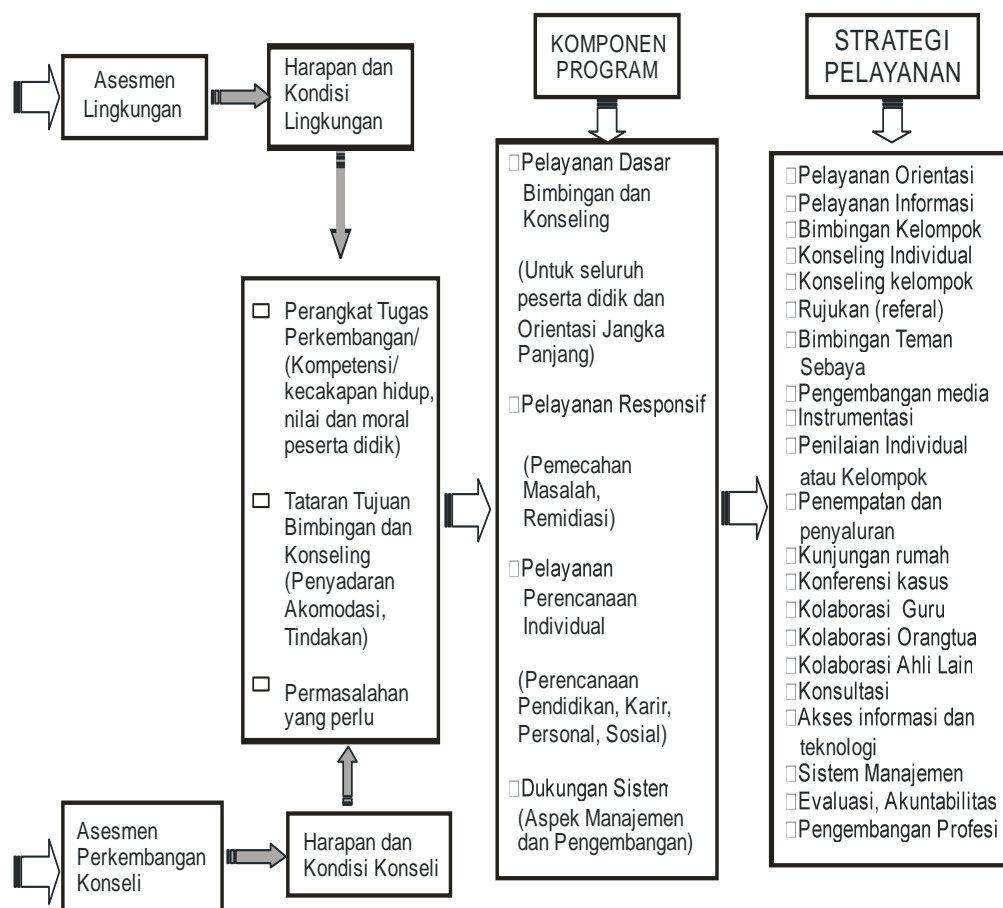 Asesmen
Lingkungan
Harapan dan
Kondisi
Lingkungan
Perangkat Tugas
Perkembangan/
(Kompetensi/
kecakapan hidup,
nilai dan moral
peserta didik)
Tataran Tujuan
Bimbingan dan
Konseling
(Penyadaran
Akomodasi,
Tindakan)
Permasalahan
yang perlu
Asesmen
Perkembangan
Konseli
Harapan dan
Kondisi Konseli
KOMPONEN
PROGRAM
Pelayanan Dasar
Bimbingan dan
Konseling
(Untuk seluruh
peserta didik dan
Orientasi Jangka
Panjang)
Pelayanan Responsif
(Pemecahan
Masalah,
Remidiasi)
Pelayanan
Perencanaan
Individual
(Perencanaan
Pendidikan, Karir,
Personal, Sosial)
Dukungan Sistem
(Aspek Manajemen
dan Pengembangan)
STRATEGI
PELAYANAN
Pelayanan Orientasi
Pelayanan Informasi
Bimbingan Kelompok
Konseling Individual
Konseling kelompok
Rujukan (referal)
Bimbingan Teman
Sebaya
Pengembangan media
Instrumentasi
Penilaian Individual
atau Kelompok
Penempatan dan
penyaluran
Kunjungan rumah
Konferensi kasus
Kolaborasi Guru
Kolaborasi Orangtua
Kolaborasi Ahli Lain
Konsultasi
Akses informasi dan
teknologi
Sistem Manajemen
Evaluasi, Akuntabilitas
Pengembangan Profesi